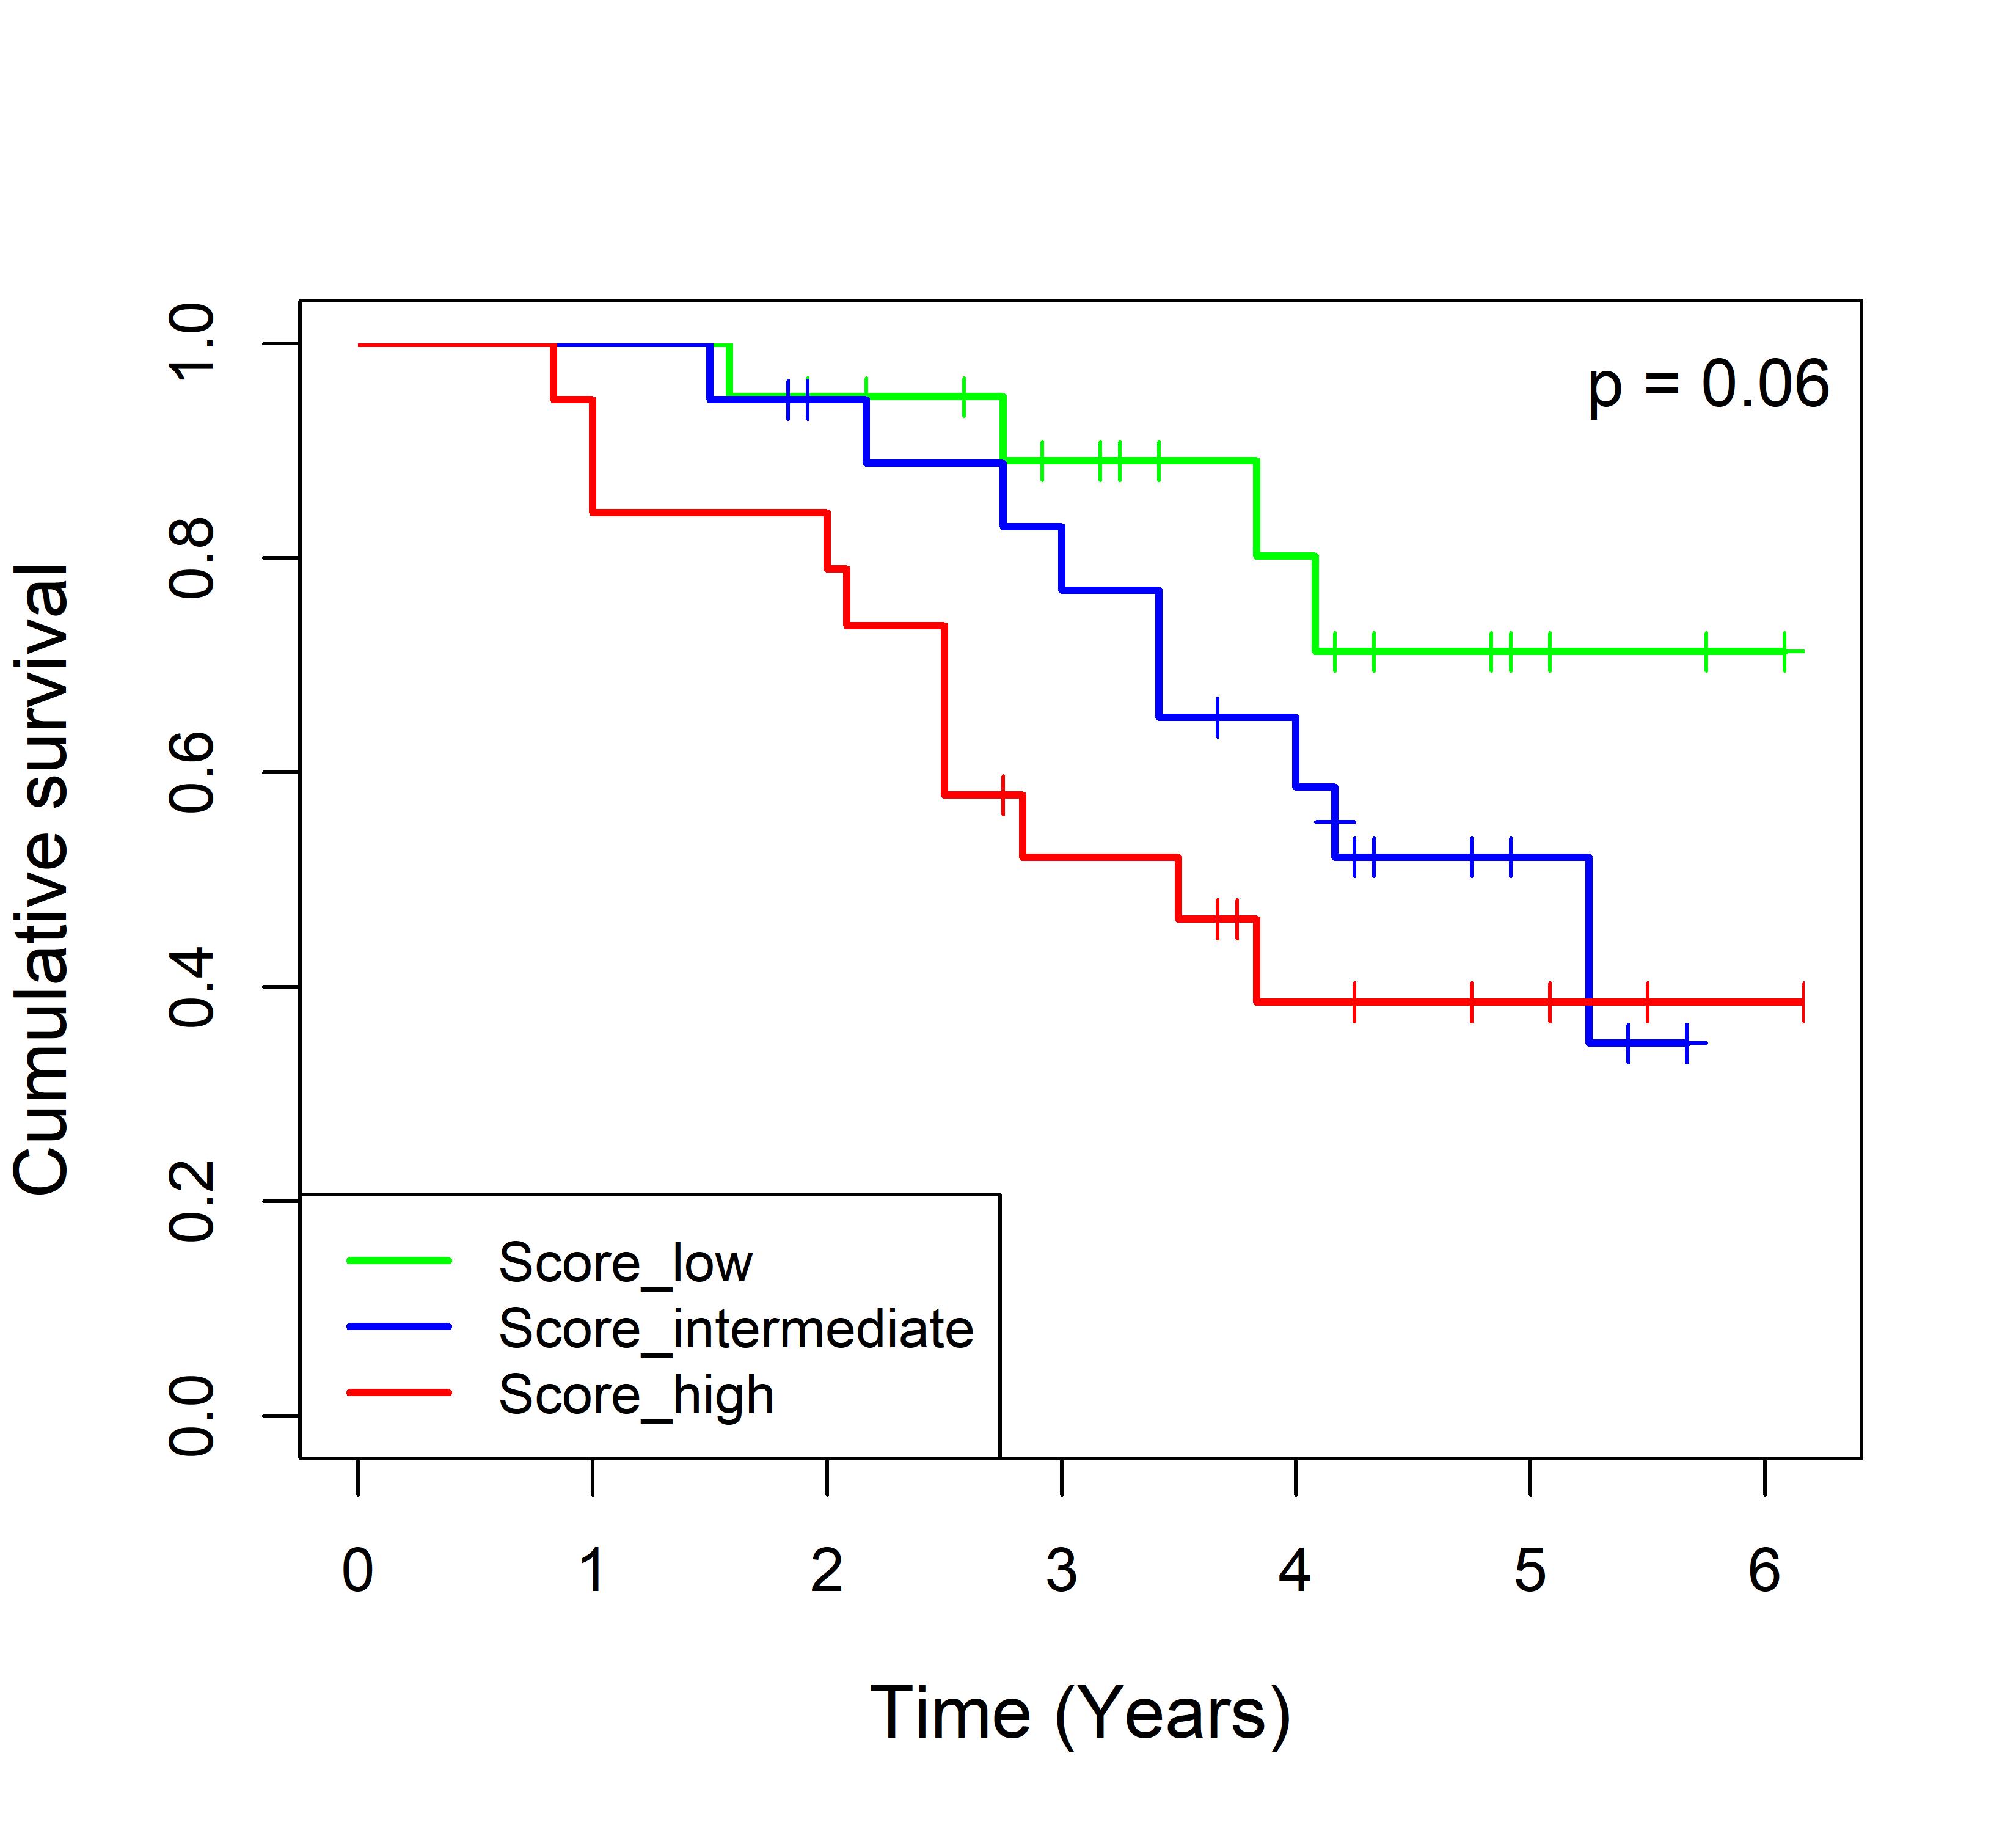 p = 0.06
Cumulative survival
1.0
0.8
0.6
0.4
0.2
0.0
Score_low
Score_intermediate
Score_high
0 1 2 3 4 5 6
Time (Years)